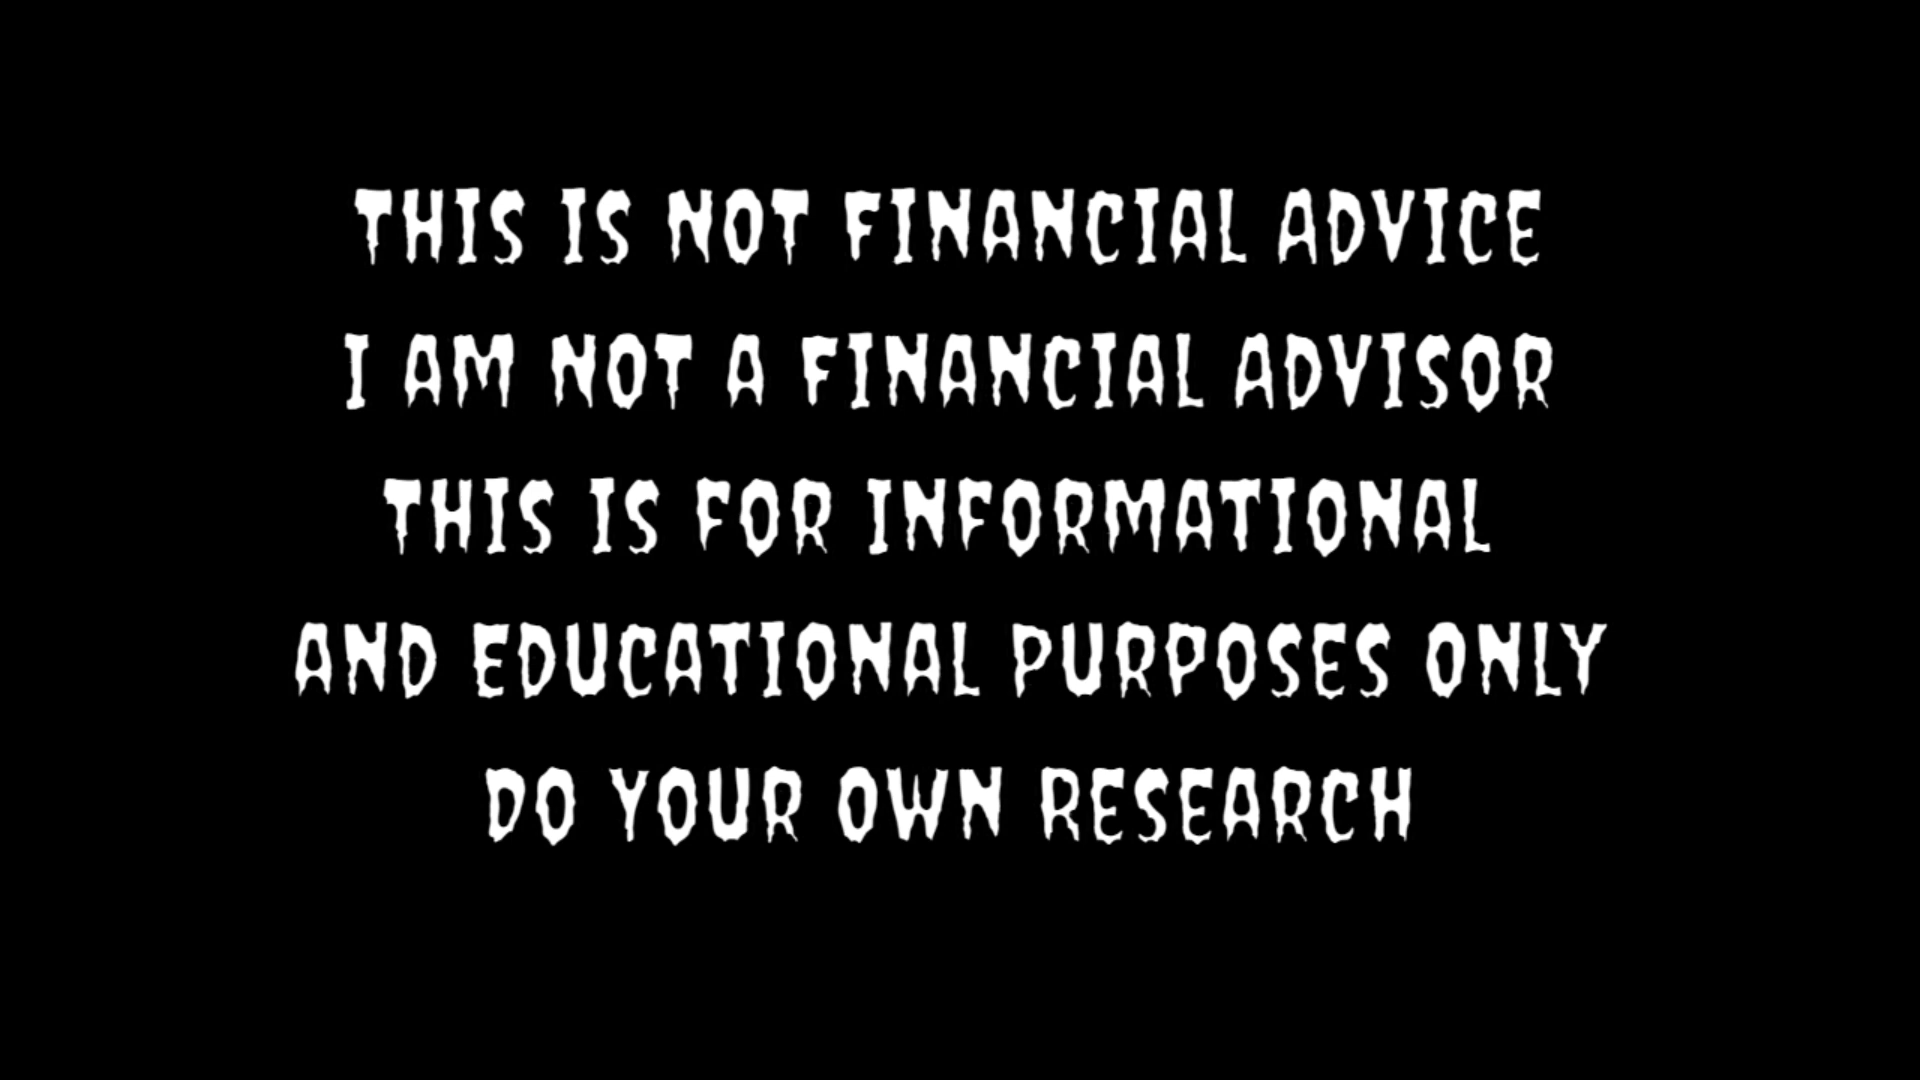 THIS IS NOT FINANCIAL ADVICE
I AM NOT A FINANCIAL ADVISOR
THIS IS FOR INFORMATIONAL
AND EDUCATIONAL PURPOSES ONLY
DO YOUR OWN RESEARCH